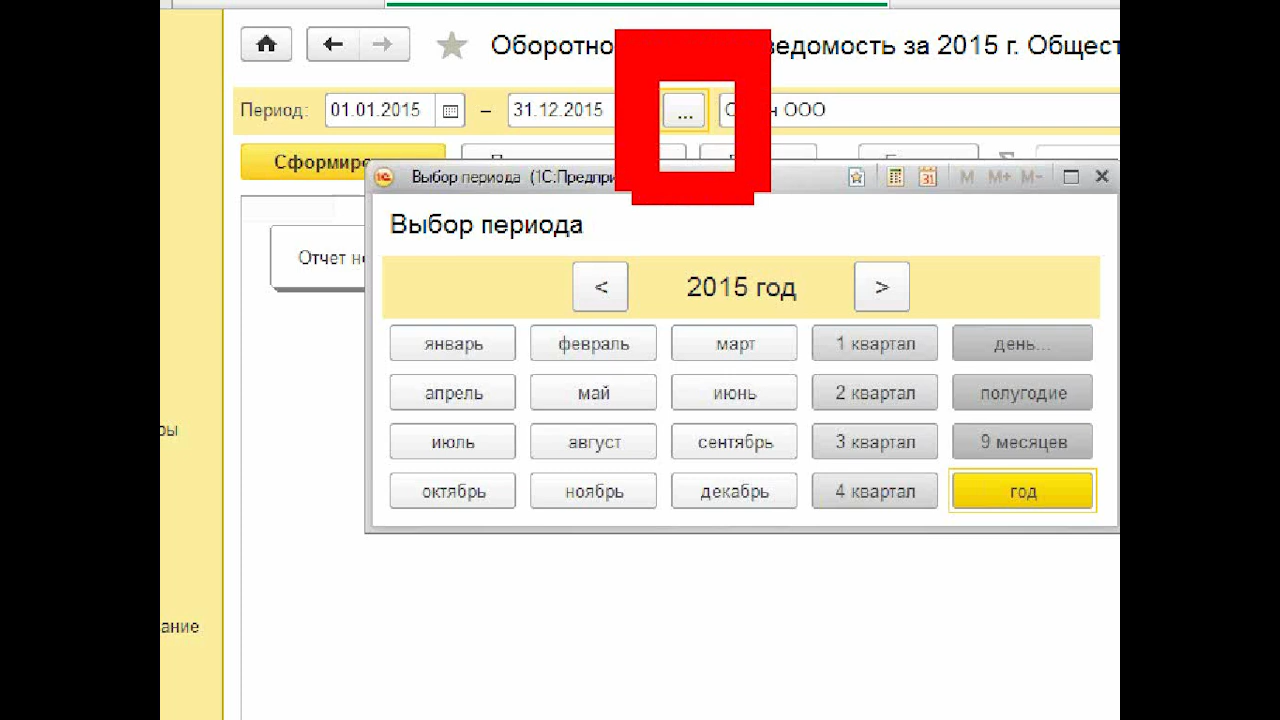 Оборотно ведомость за 2015 г. Общест
Период: 01.01.2015 – 31.12.2015 ... ООО
Сформиро
Выбор периода (1С:Предпри
31 M M+ M-
Выбор периода
Отчет не
< 2015 год >
январь февраль март 1 квартал день...
апрель май июнь 2 квартал полугодие
июль август сентябрь 3 квартал 9 месяцев
октябрь ноябрь декабрь 4 квартал год
ры
ание